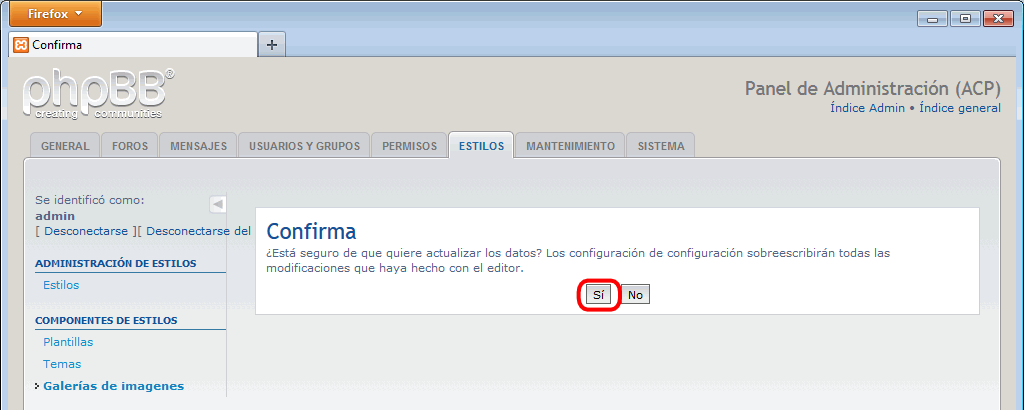 Firefox
Confirma
phpBB®
creating communities
Panel de Administración (ACP)
Índice Admin • Índice general
GENERAL FOROS MENSAJES USUARIOS Y GRUPOS PERMISOS ESTILOS MANTENIMIENTO SISTEMA
Se identificó como:
admin
[ Desconectarse ][ Desconectarse del
ADMINISTRACIÓN DE ESTILOS
Estilos
COMPONENTES DE ESTILOS
Plantillas
Temas
Galerías de imagenes
Confirma
¿Está seguro de que quiere actualizar los datos? Los configuración de configuración sobreescribirán todas las
modificaciones que haya hecho con el editor.
Sí No